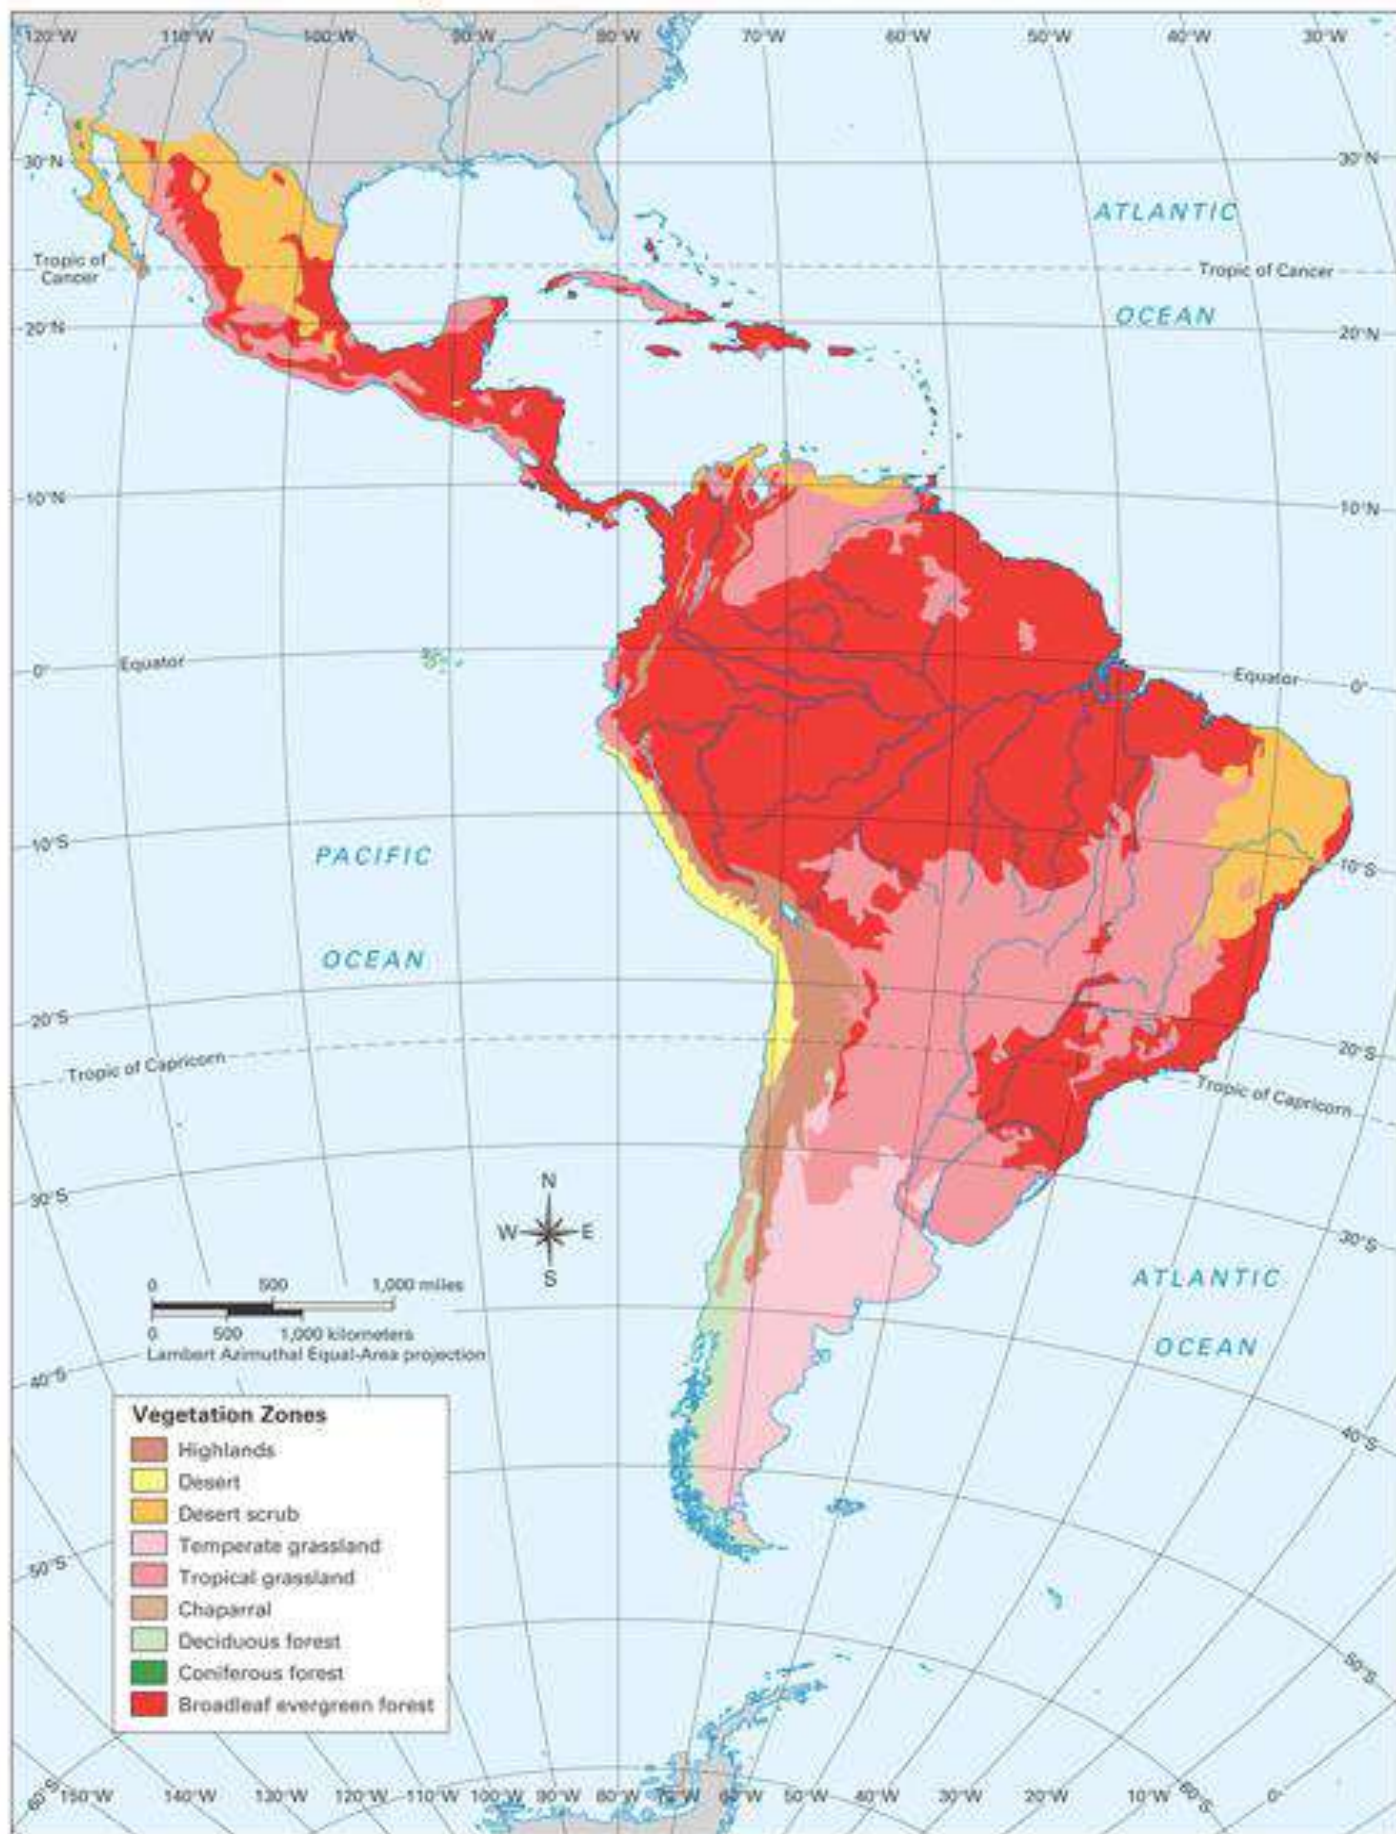 120°W 110°W 100°W 90°W 80°W 70°W 60°W 50°W 40°W 30°W
30°N 30°N
ATLANTIC
Tropic of
Cancer
Tropic of Cancer
OCEAN
20°N 20°N
10°N 10°N
Equator Equator
0° 0°
PACIFIC
10°S 10°S
OCEAN
20°S 20°S
Tropic of Capricorn Tropic of Capricorn
N
30°S 30°S
W E
S
ATLANTIC
0 500 1,000 miles
0 500 1,000 kilometers
OCEAN
Lambert Azimuthal Equal-Area projection
40°S 40°S
Vegetation Zones
Highlands
Desert
Desert scrub
Temperate grassland
50°S
Tropical grassland
Chaparral
Deciduous forest
50°S
Coniferous forest
Broadleaf evergreen forest
60°S 150°W 140°W 130°W 120°W 110°W 100°W 90°W 80°W 70°W 60°W 50°W 40°W 30°W 20°W 10°W 60°S 0°